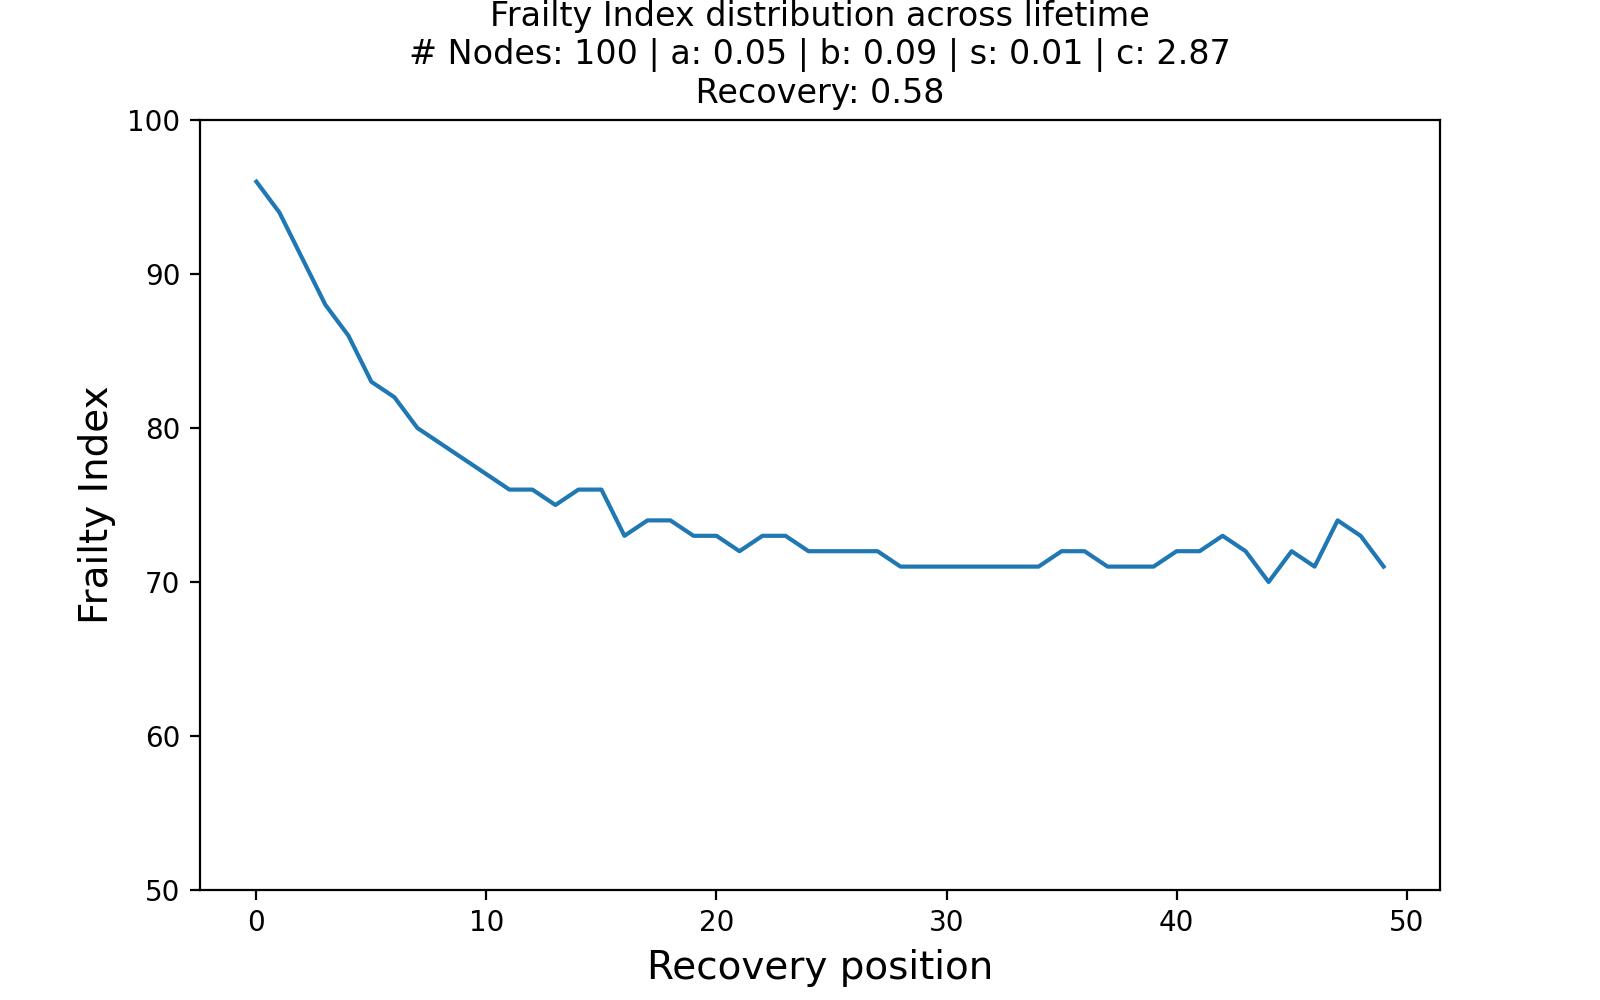 Frailty Index distribution across lifetime
# Nodes: 100 | a: 0.05 | b: 0.09 | s: 0.01 | c: 2.87
Recovery: 0.58
100
90
80
70
60
50
Frailty Index
0 10 20 30 40 50
Recovery position